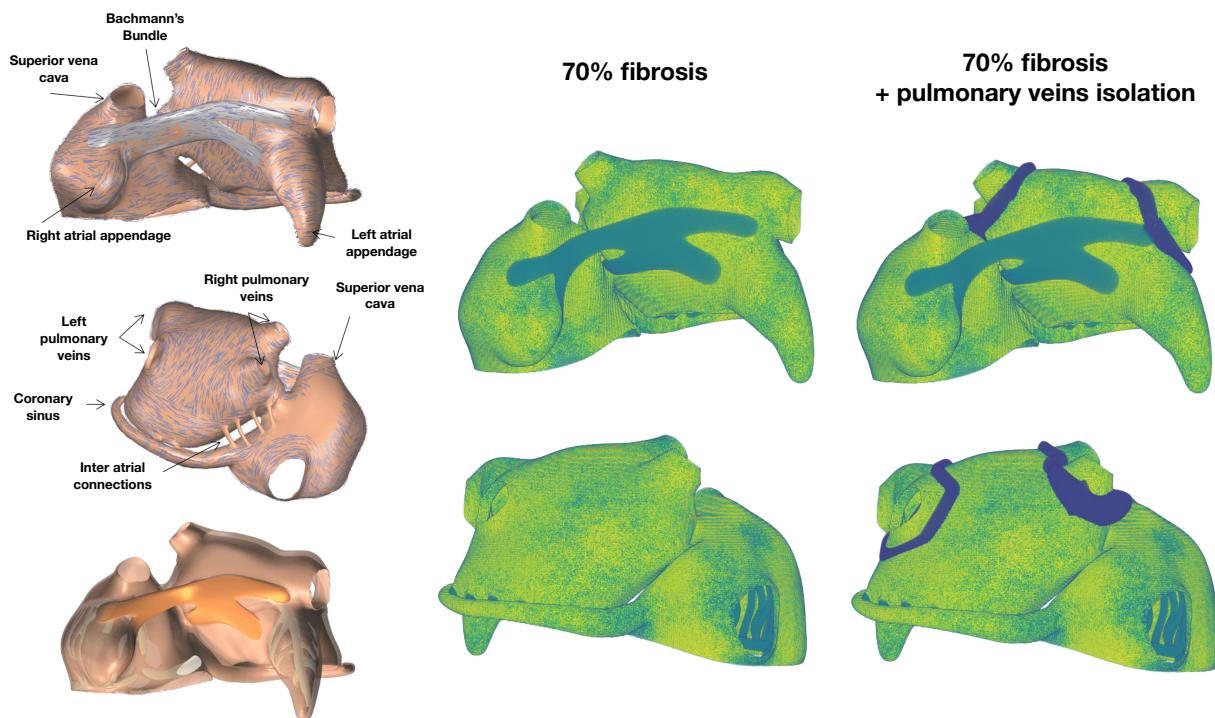 Bachmann's
Bundle
Superior vena
cava
Right atrial appendage
Left atrial
appendage
Right pulmonary
veins
Superior vena
cava
Left
pulmonary
veins
Coronary
sinus
Inter atrial
connections
70% fibrosis
70% fibrosis
+ pulmonary veins isolation